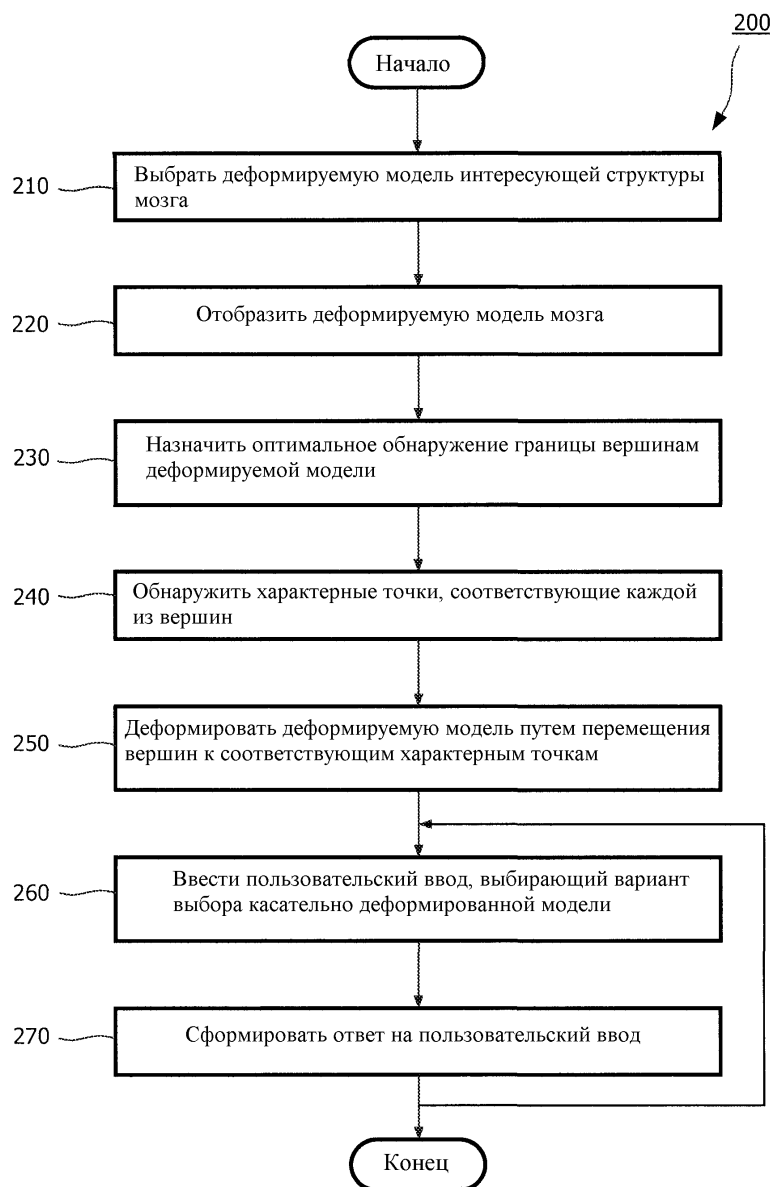 200
Начало
210
Выбрать деформируемую модель интересующей структуры
мозга
220
Отобразить деформируемую модель мозга
230
Назначить оптимальное обнаружение границы вершинам
деформируемой модели
240
Обнаружить характерные точки, соответствующие каждой
из вершин
250
Деформировать деформируемую модель путем перемещения
вершин к соответствующим характерным точкам
260
Ввести пользовательский ввод, выбирающий вариант
выбора касательно деформированной модели
270
Сформировать ответ на пользовательский ввод
Конец